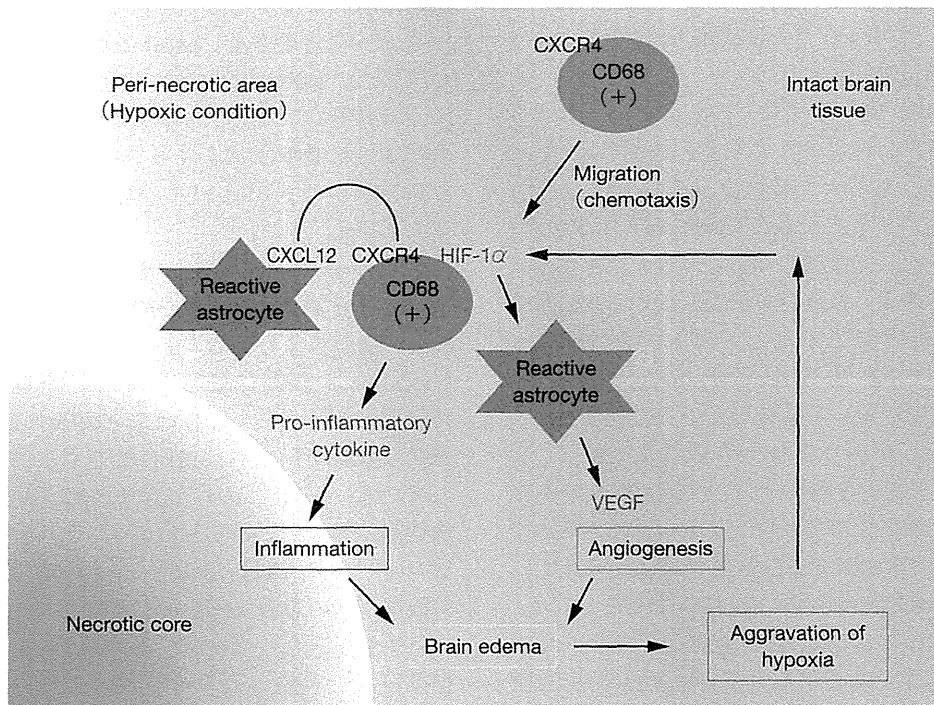 CXCR4
CD68
(+)
Peri-necrotic area
(Hypoxic condition)
Intact brain
tissue
Migration
(chemotaxis)
CXCL12 CXCR4 HIF-1α
Reactive
astrocyte
CD68
(+)
Reactive
astrocyte
Pro-inflammatory
cytokine
VEGF
Inflammation
Angiogenesis
Necrotic core
Brain edema
Aggravation of
hypoxia